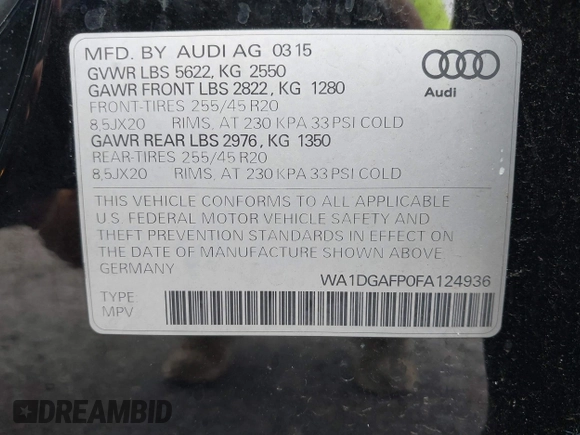 MFD. BY AUDI AG 03 15
GVWR LBS 5622, KG 2550
GAWR FRONT LBS 2822, KG 1280
FRONT-TIRES 255/45 R20
8,5JX20 RIMS, AT 230 KPA 33 PSI COLD
GAWR REAR LBS 2976, KG 1350
REAR-TIRES 255/45 R20
8,5JX20 RIMS, AT 230 KPA 33 PSI COLD
Audi
THIS VEHICLE CONFORMS TO ALL APPLICABLE
U.S. FEDERAL MOTOR VEHICLE SAFETY AND
THEFT PREVENTION STANDARDS IN EFFECT ON
THE DATE OF MANUFACTURE SHOWN ABOVE
GERMANY
WA1DGAFP0FA124936
TYPE:
MPV
DREAMBID